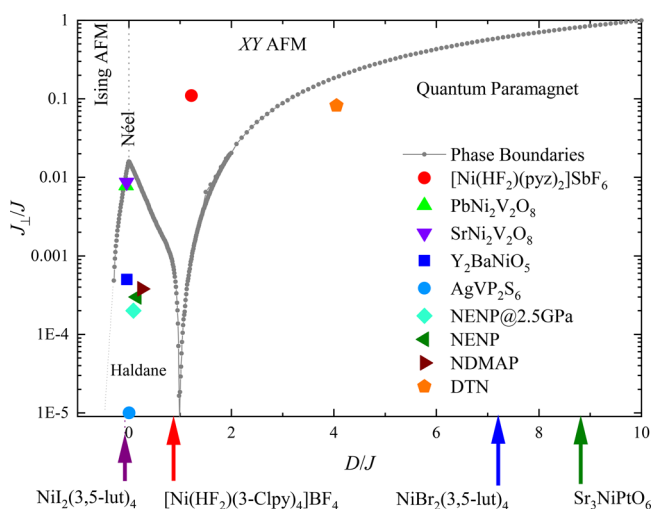 XY AFM
Ising AFM
Néel
Quantum Paramagnet
Haldane
J⊥/J
1
0.1
0.01
0.001
1E-4
1E-5
Phase Boundaries
[Ni(HF₂)(pyz)₂]SbF₆
PbNi₂V₂O₈
SrNi₂V₂O₈
Y₂BaNiO₅
AgVP₂S₆
NENP@2.5GPa
NENP
NDMAP
DTN
0 2 4 6 8 10
D/J
NiI₂(3,5-lut)₄ [Ni(HF₂)(3-Clpy)₄]BF₄ NiBr₂(3,5-lut)₄ Sr₃NiPtO₆